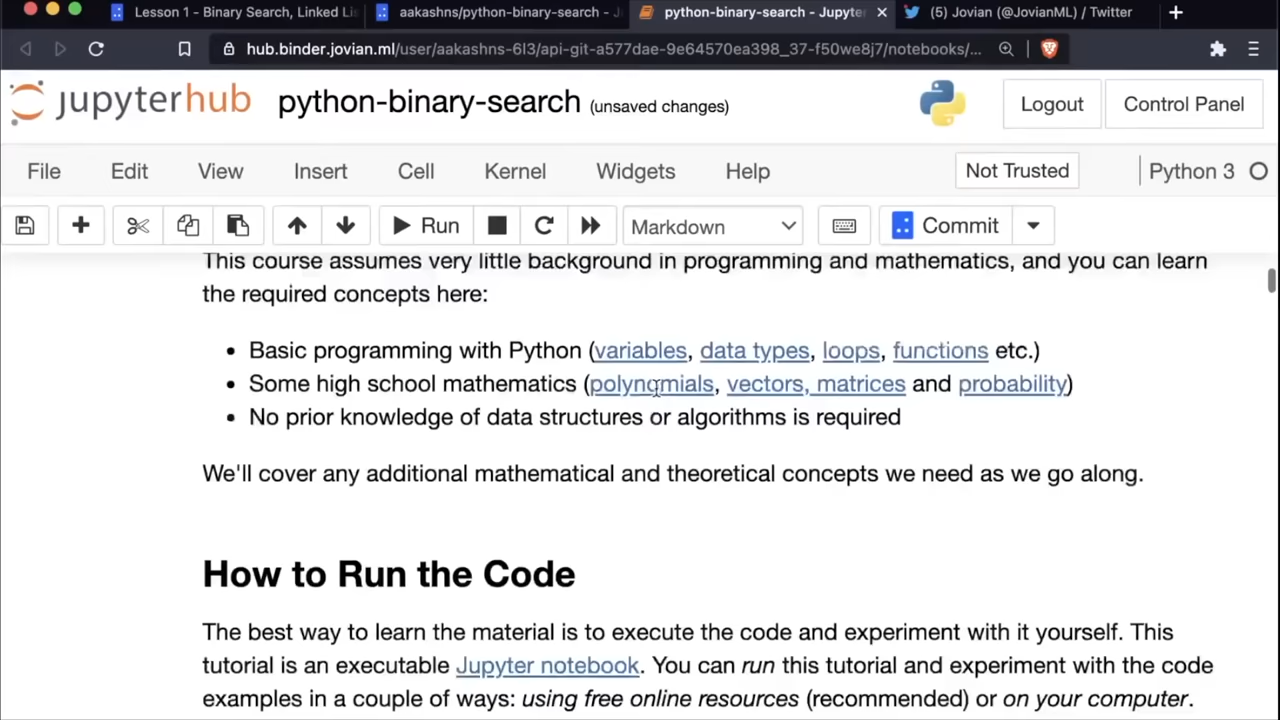 Lesson 1 - Binary Search, Linked Lis
aakashns/python-binary-search - J
python-binary-search - Jupyter
(5) Jovian (@JovianML) / Twitter
hub.binder.jovian.ml/user/aakashns-6l3/api-git-a577dae-9e64570ea398_37-f50we8j7/notebooks/...
jupyterhub python-binary-search (unsaved changes) Logout Control Panel
File Edit View Insert Cell Kernel Widgets Help Not Trusted Python 3
Run Markdown Commit
This course assumes very little background in programming and mathematics, and you can learn
the required concepts here:
• Basic programming with Python (variables, data types, loops, functions etc.)
• Some high school mathematics (polynomials, vectors, matrices and probability)
• No prior knowledge of data structures or algorithms is required
We'll cover any additional mathematical and theoretical concepts we need as we go along.
How to Run the Code
The best way to learn the material is to execute the code and experiment with it yourself. This
tutorial is an executable Jupyter notebook. You can run this tutorial and experiment with the code
examples in a couple of ways: using free online resources (recommended) or on your computer.